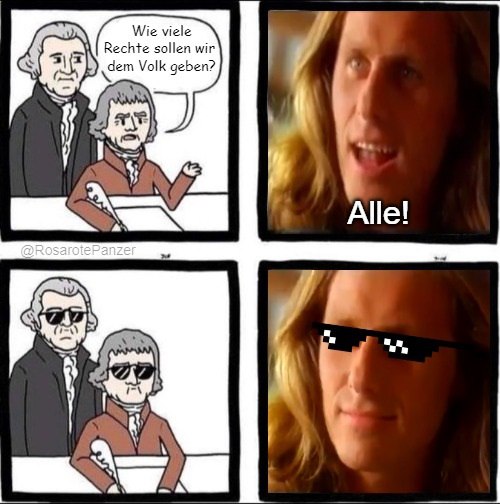 Wie viele
Rechte sollen wir
dem Volk geben?
Alle!
@RosarotePanzer